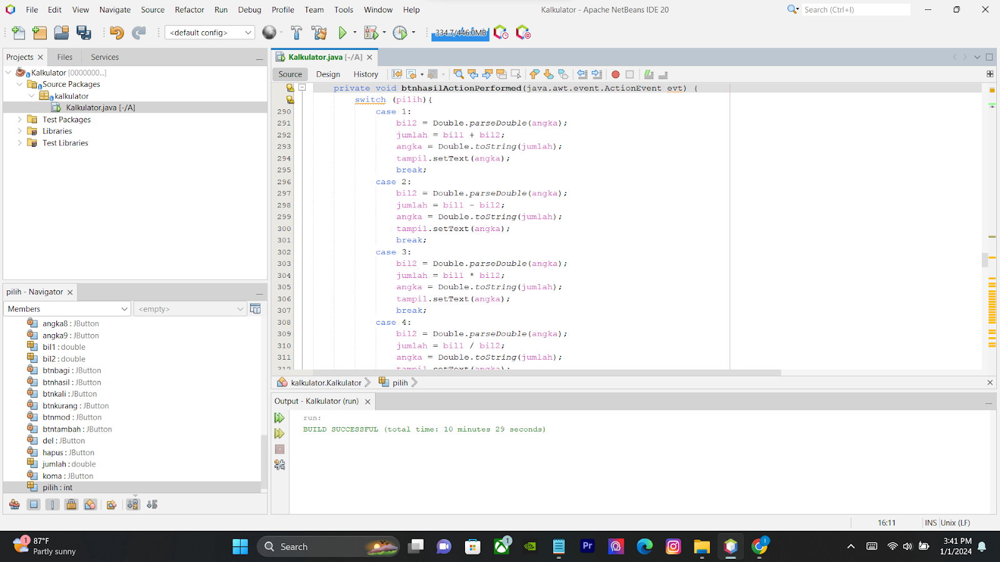 File Edit View Navigate Source Refactor Run Debug Profile Team Tools Window Help
Kalkulator - Apache NetBeans IDE 20
Search (Ctrl+I)
<default config>
334.7/446.0MB
Projects Files Services
Kalkulator [0000000...]
Source Packages
kalkulator
Kalkulator.java [-/A]
Test Packages
Libraries
Test Libraries
pilih - Navigator
Members
<empty>
angka8 : JButton
angka9 : JButton
bil1 : double
bil2 : double
btnbagi : JButton
btnhasil : JButton
btnkali : JButton
btnkurang : JButton
btnmod : JButton
btntambah : JButton
del : JButton
hapus : JButton
jumlah : double
koma : JButton
pilih : int
Kalkulator.java [-/A]
Source Design History
private void btnhasilActionPerformed(java.awt.event.ActionEvent evt) {
switch (pilih){
290 case 1:
291 bil2 = Double.parseDouble(angka);
292 jumlah = bil1 + bil2;
293 angka = Double.toString(jumlah);
294 tampil.setText(angka);
295 break;
296 case 2:
297 bil2 = Double.parseDouble(angka);
298 jumlah = bil1 - bil2;
299 angka = Double.toString(jumlah);
300 tampil.setText(angka);
301 break;
302 case 3:
303 bil2 = Double.parseDouble(angka);
304 jumlah = bil1 * bil2;
305 angka = Double.toString(jumlah);
306 tampil.setText(angka);
307 break;
308 case 4:
309 bil2 = Double.parseDouble(angka);
310 jumlah = bil1 / bil2;
311 angka = Double.toString(jumlah);
312 tampil.setText(angka);
kalkulator.Kalkulator pilih
Output - Kalkulator (run)
run:
BUILD SUCCESSFUL (total time: 10 minutes 29 seconds)
16:11 INS Unix (LF)
1
87°F
Partly sunny
Search
1
Pr
3:41 PM
1/1/2024